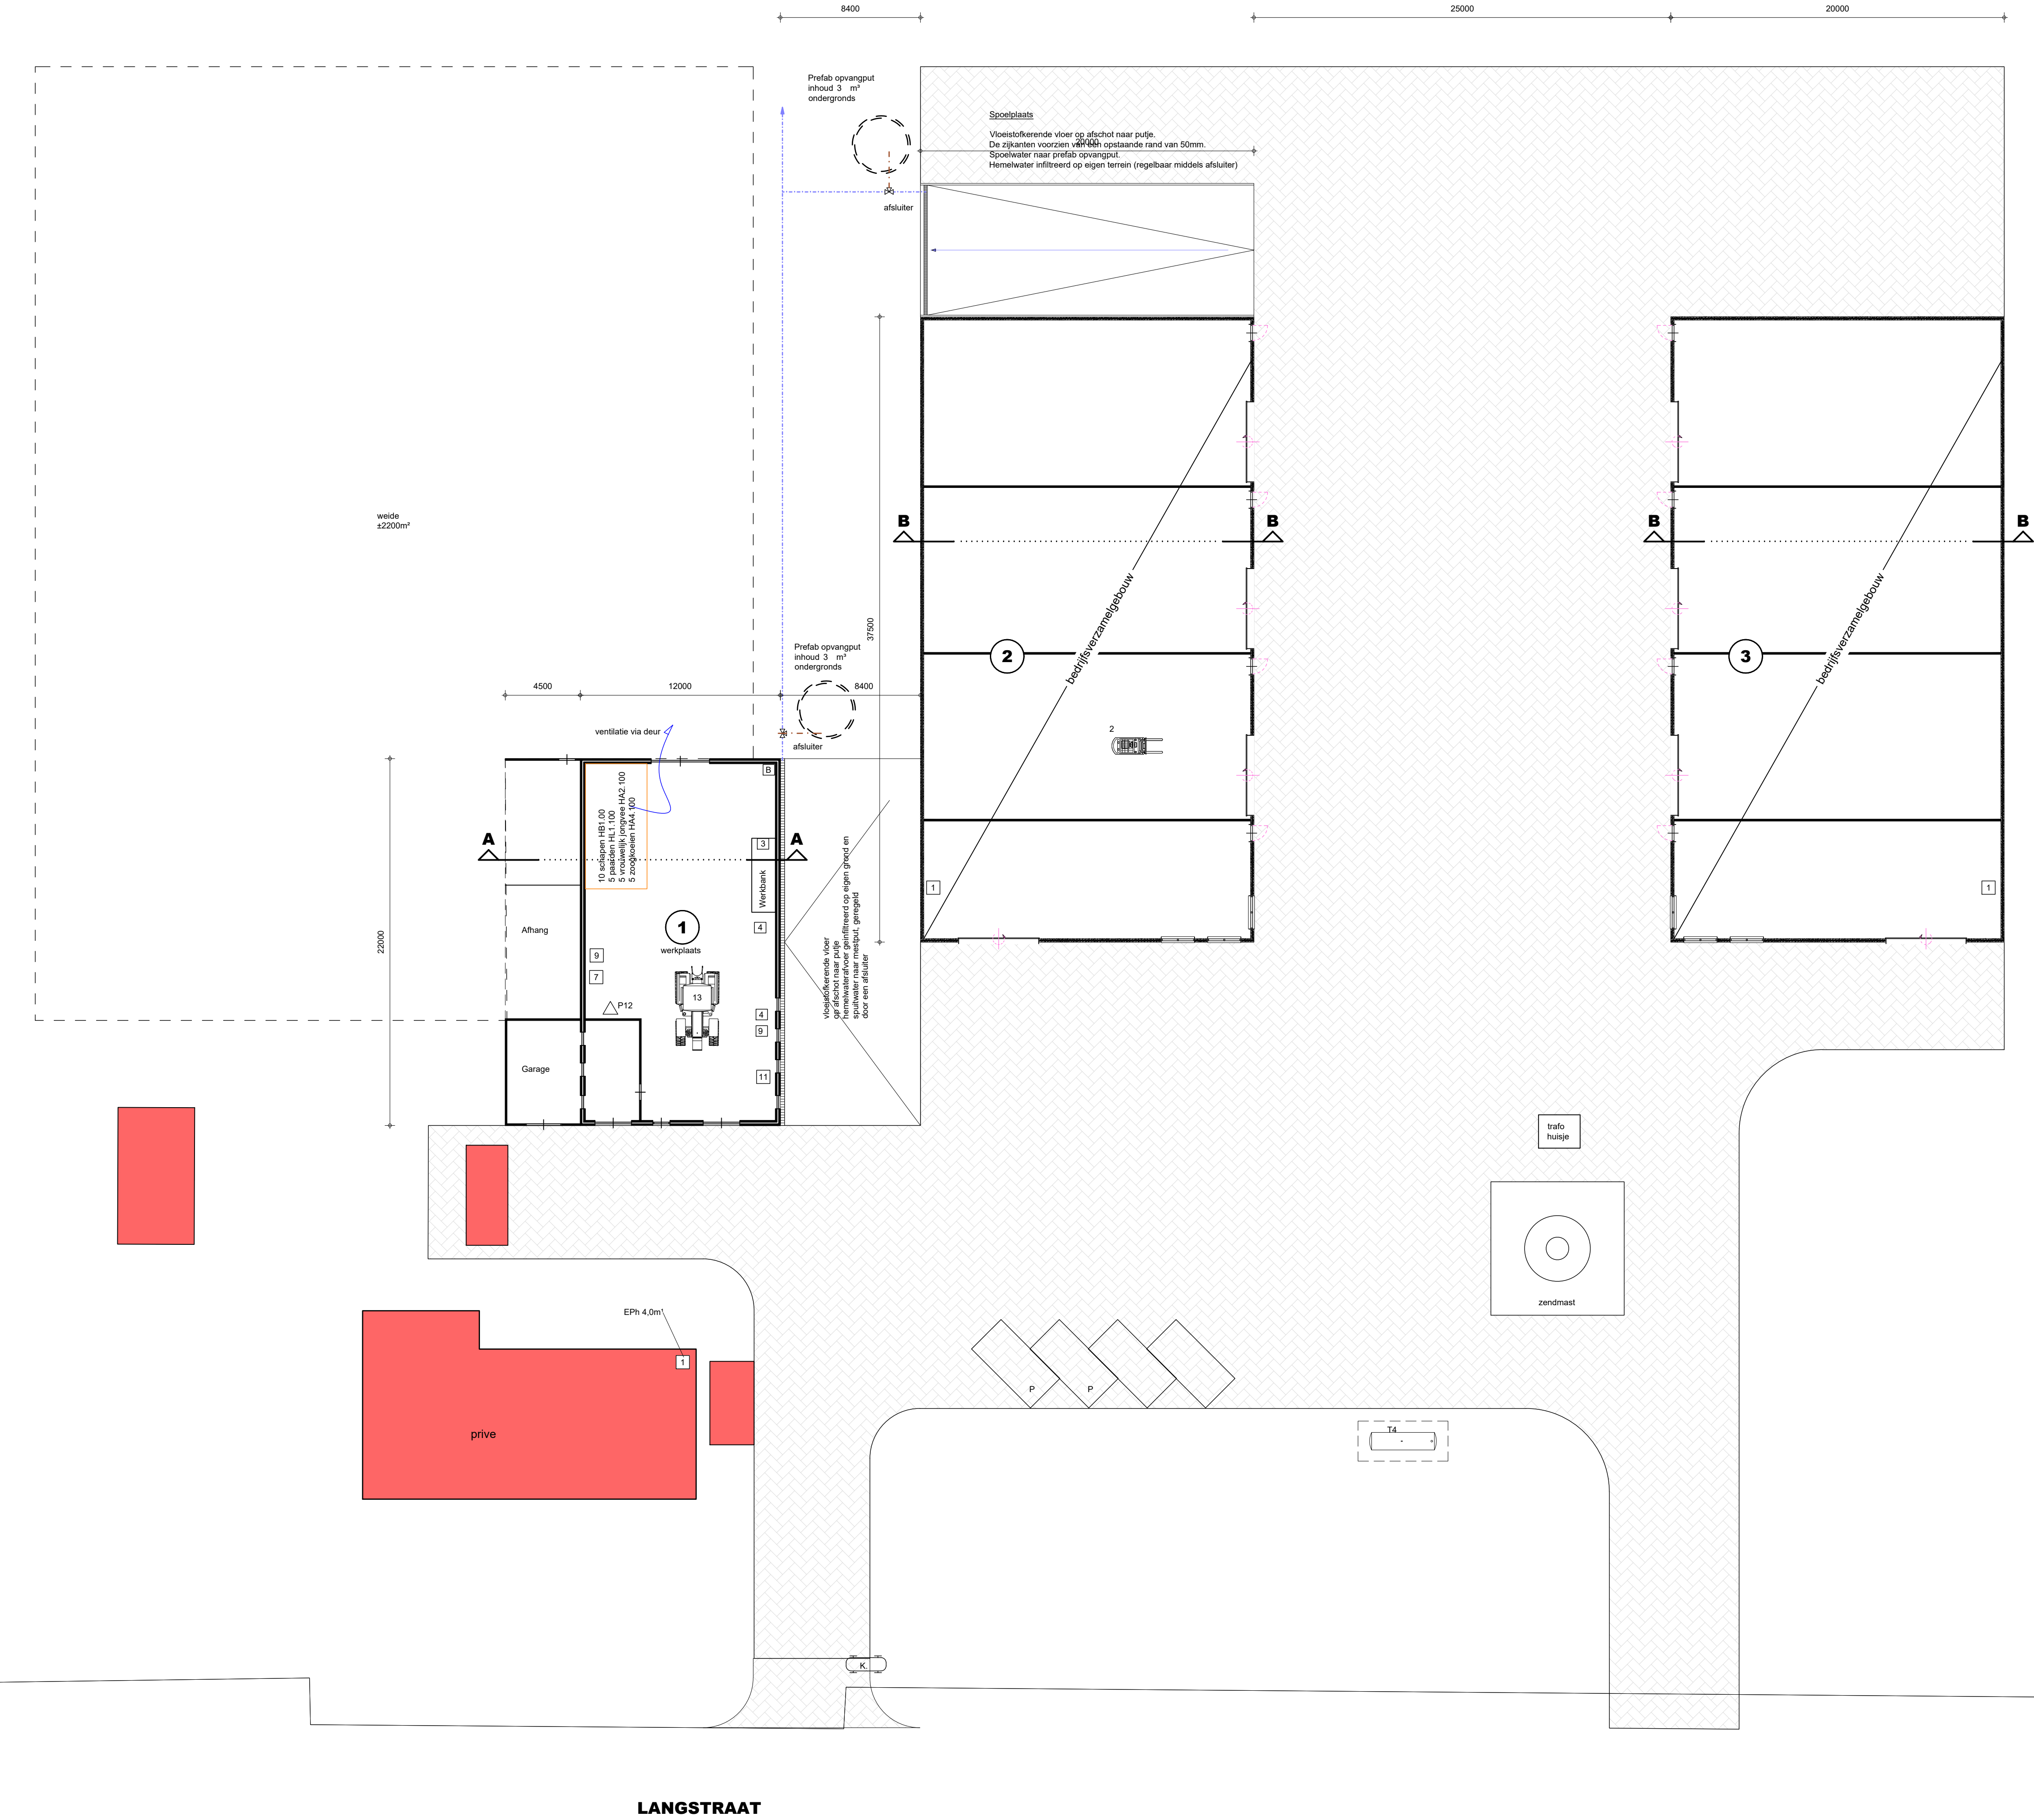 8400
25000
20000
Prefab opvangput
inhoud 3 m³
ondergronds
Spoelplaats
Vloeistofkerende vloer op afschot naar putje.
De zijkanten voorzien van een opstaande rand van 50mm.
20000
Spoelwater naar prefab opvangput.
Hemelwater infiltreerd op eigen terrein (regelbaar middels afsluiter)
afsluiter
weide
±2200m²
B
B
B
B
bedrijfsverzamelgebouw
bedrijfsverzamelgebouw
37500
Prefab opvangput
inhoud 3 m³
ondergronds
2
3
4500
12000
8400
ventilatie via deur
afsluiter
2
B
10 schapen HB1.00
5 paarden HL1.100
5 vrouwelijk jongvee HA2.100
5 zoogkoeien HA4.100
A
A
3
Werkbank
1
1
22000
Afhang
1
werkplaats
4
9
7
13
P12
4
9
11
vloeistofkerende vloer
op afschot naar putje
hemelwaterafvoer geinfiltreerd op eigen grond en
spuitwater naar mestput, geregeld
door een afsluiter
Garage
trafo
huisje
zendmast
EPh 4,0m¹
1
prive
P
P
T4
K.
LANGSTRAAT